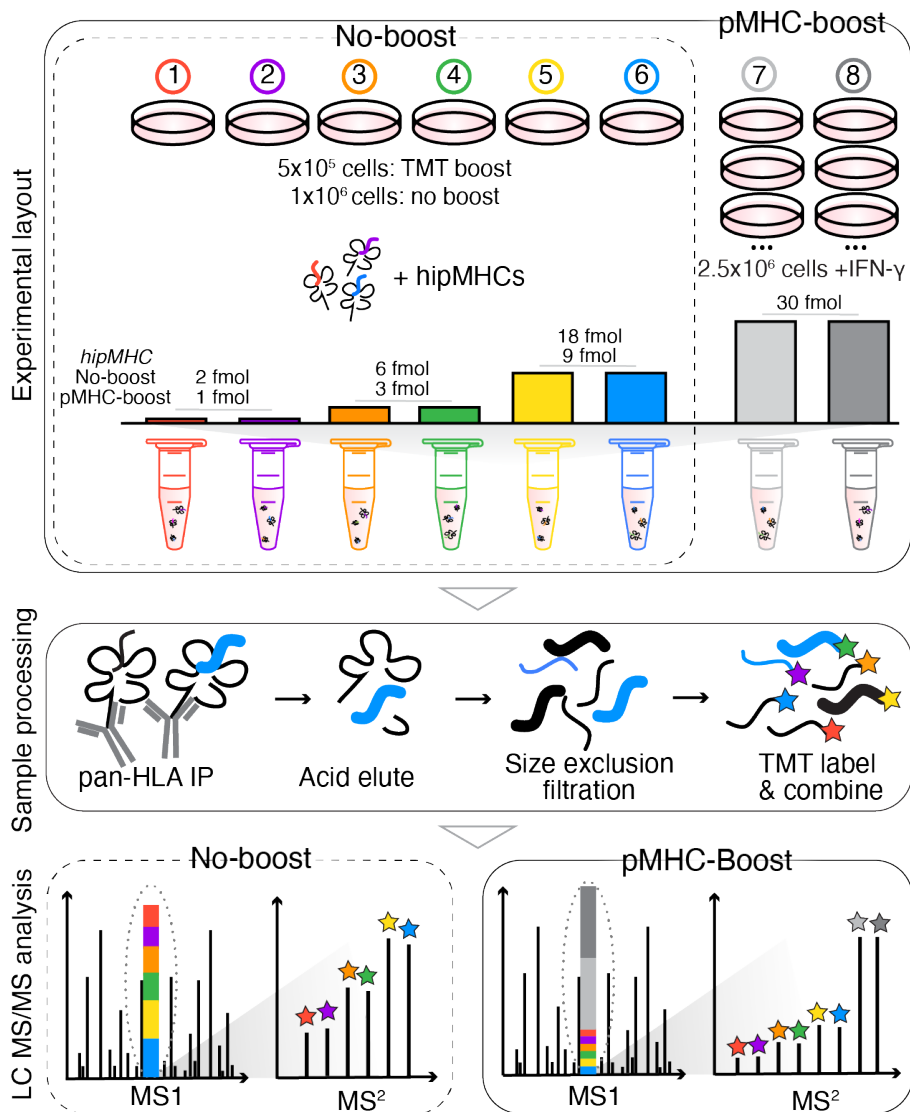 No-boost
pMHC-boost
1 2 3 4 5 6 7 8
5x10⁵ cells: TMT boost
1x10⁶ cells: no boost
+ hipMHCs
...
...
2.5x10⁶ cells +IFN-γ
Experimental layout
hipMHC
No-boost
pMHC-boost
2 fmol
1 fmol
6 fmol
3 fmol
18 fmol
9 fmol
30 fmol
Sample processing
pan-HLA IP
Acid elute
Size exclusion
filtration
TMT label
& combine
LC MS/MS analysis
No-boost
MS1
MS²
pMHC-Boost
MS1
MS²